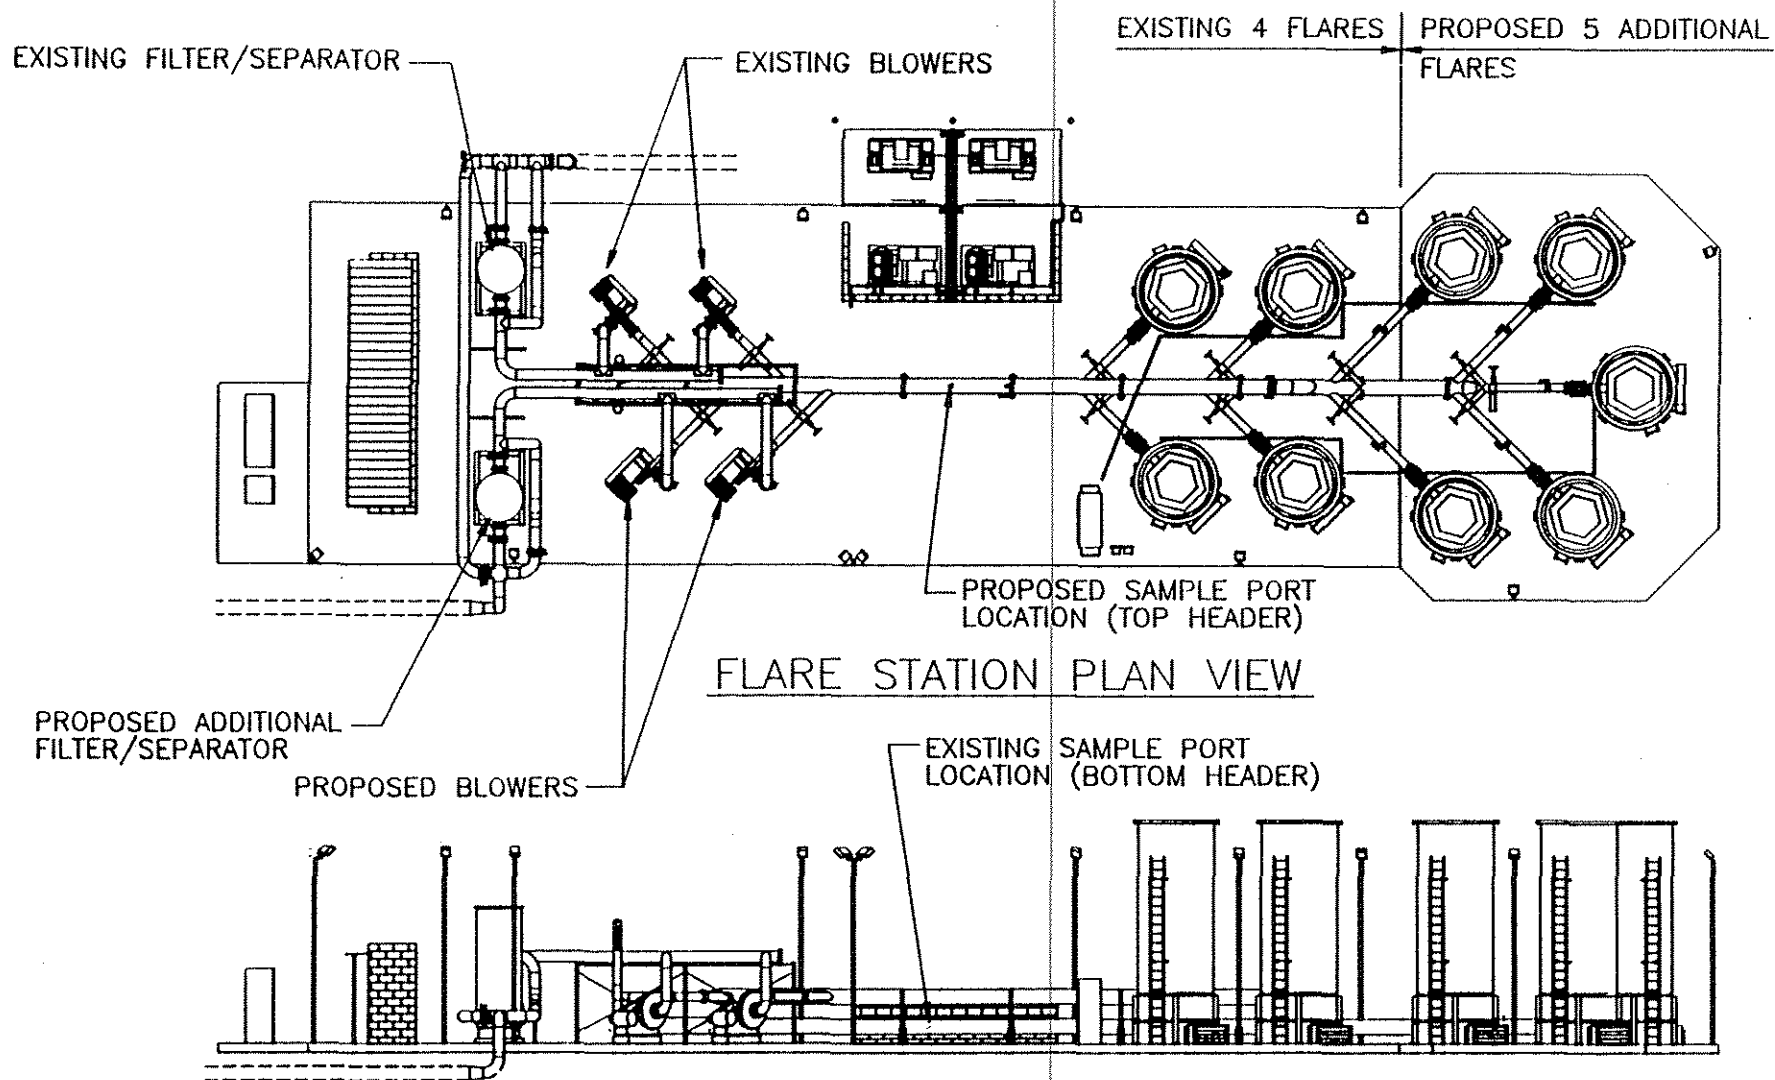 EXISTING 4 FLARES
PROPOSED 5 ADDITIONAL
FLARES
EXISTING FILTER/SEPARATOR
EXISTING BLOWERS
PROPOSED SAMPLE PORT
LOCATION (TOP HEADER)
FLARE STATION PLAN VIEW
PROPOSED ADDITIONAL
FILTER/SEPARATOR
PROPOSED BLOWERS
EXISTING SAMPLE PORT
LOCATION (BOTTOM HEADER)